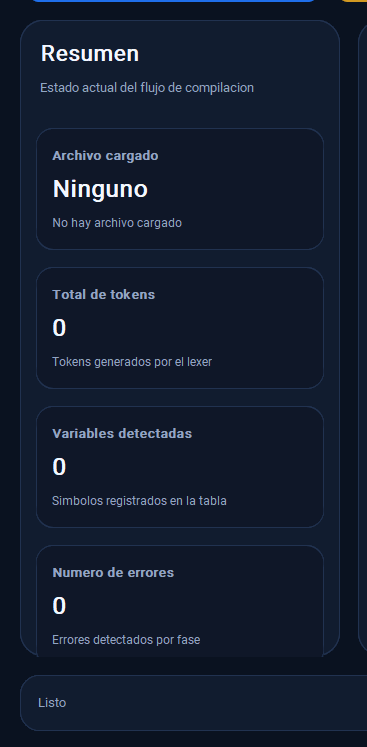 Resumen
Estado actual del flujo de compilacion
Archivo cargado
Ninguno
No hay archivo cargado
Total de tokens
0
Tokens generados por el lexer
Variables detectadas
0
Simbolos registrados en la tabla
Numero de errores
0
Errores detectados por fase
Listo